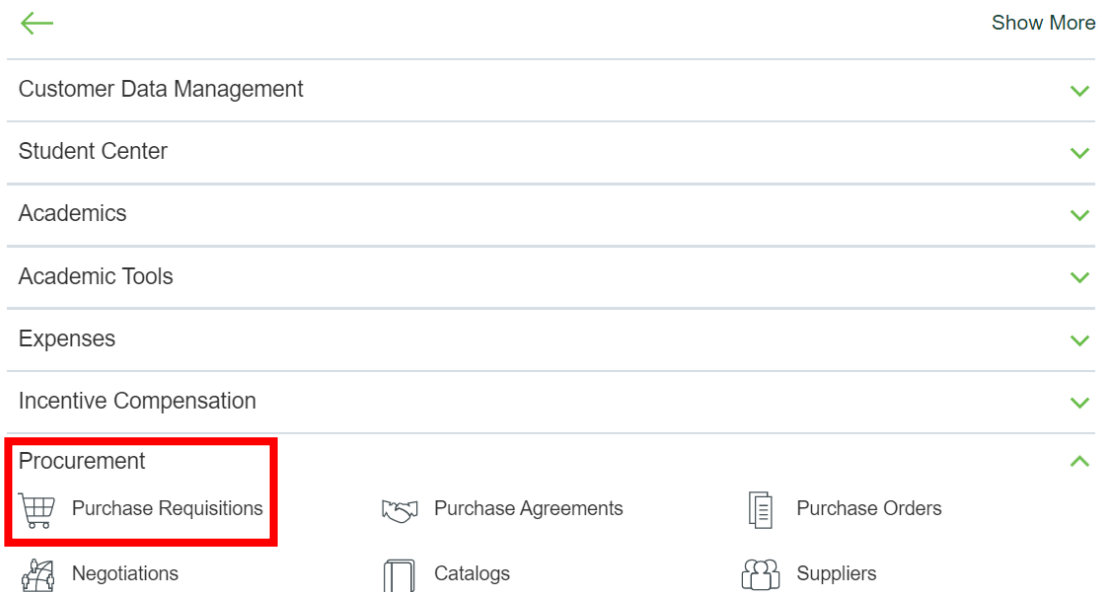 Show More
Customer Data Management
Student Center
Academics
Academic Tools
Expenses
Incentive Compensation
Procurement
Purchase Requisitions Purchase Agreements Purchase Orders
Negotiations Catalogs Suppliers